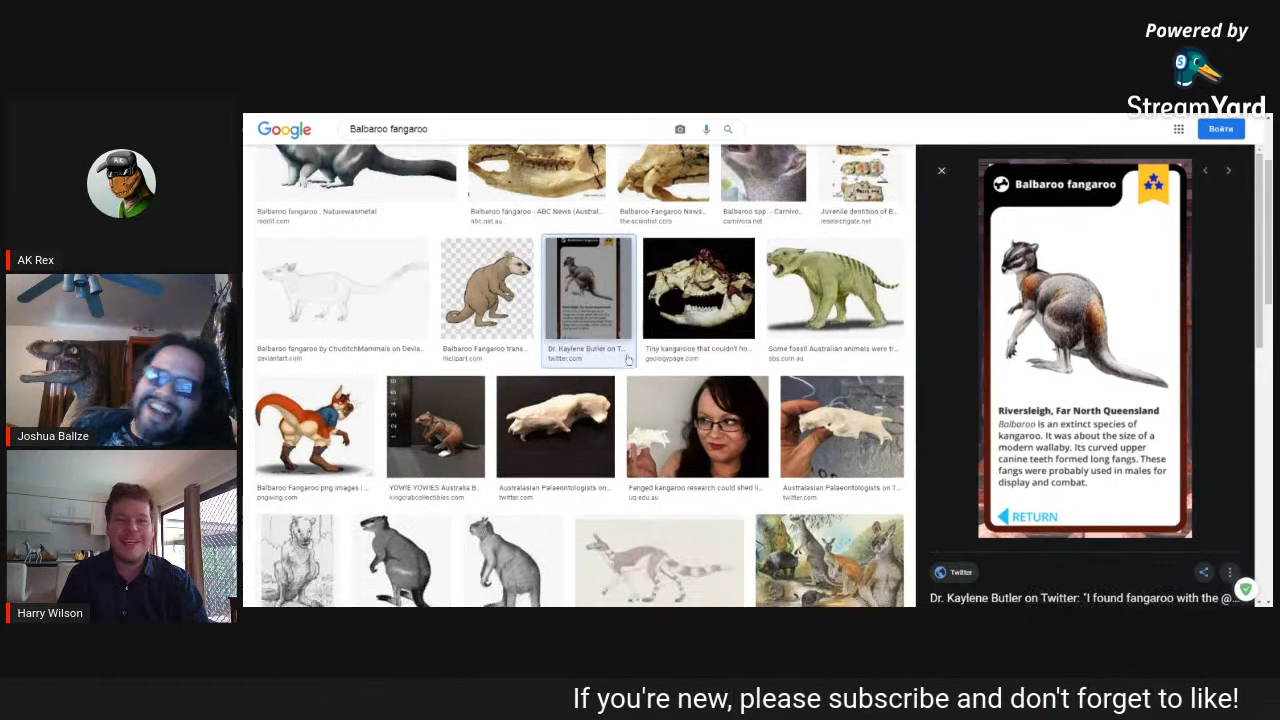 Powered by
StreamYard
AK
AK Rex
Joshua Ballze
Harry Wilson
Google
Balbaroo fangaroo
Войти
Balbaroo fangaroo : Naturewasmetal
reddit.com
Balbaroo fangaroo - ABC News (Austral...
abc.net.au
Balbaroo Fangaroo News...
the-scientist.com
Balbaroo spp. - Carnivo...
carnivora.net
Juvenile dentition of B...
researchgate.net
Balbaroo fangaroo by ChuditchMammals on Devia...
deviantart.com
Balbaroo Fangaroo trans...
hiclipart.com
Dr. Kaylene Butler on T...
twitter.com
Tiny kangaroos that couldn't ho...
geologypage.com
Some fossil Australian animals were tr...
sbs.com.au
Balbaroo Fangaroo png images | ...
pngwing.com
YOWIE YOWIES Australia B...
kingcrabcollectibles.com
Australasian Palaeontologists on...
twitter.com
Fanged kangaroo research could shed li...
uq.edu.au
Australasian Palaeontologists on T...
twitter.com
Balbaroo fangaroo
Riversleigh, Far North Queensland
Balbaroo is an extinct species of
kangaroo. It was about the size of a
modern wallaby. Its curved upper
canine teeth formed long fangs. These
fangs were probably used in males for
display and combat.
RETURN
Twitter
Dr. Kaylene Butler on Twitter: "I found fangaroo with the @...
If you're new, please subscribe and don't forget to like!